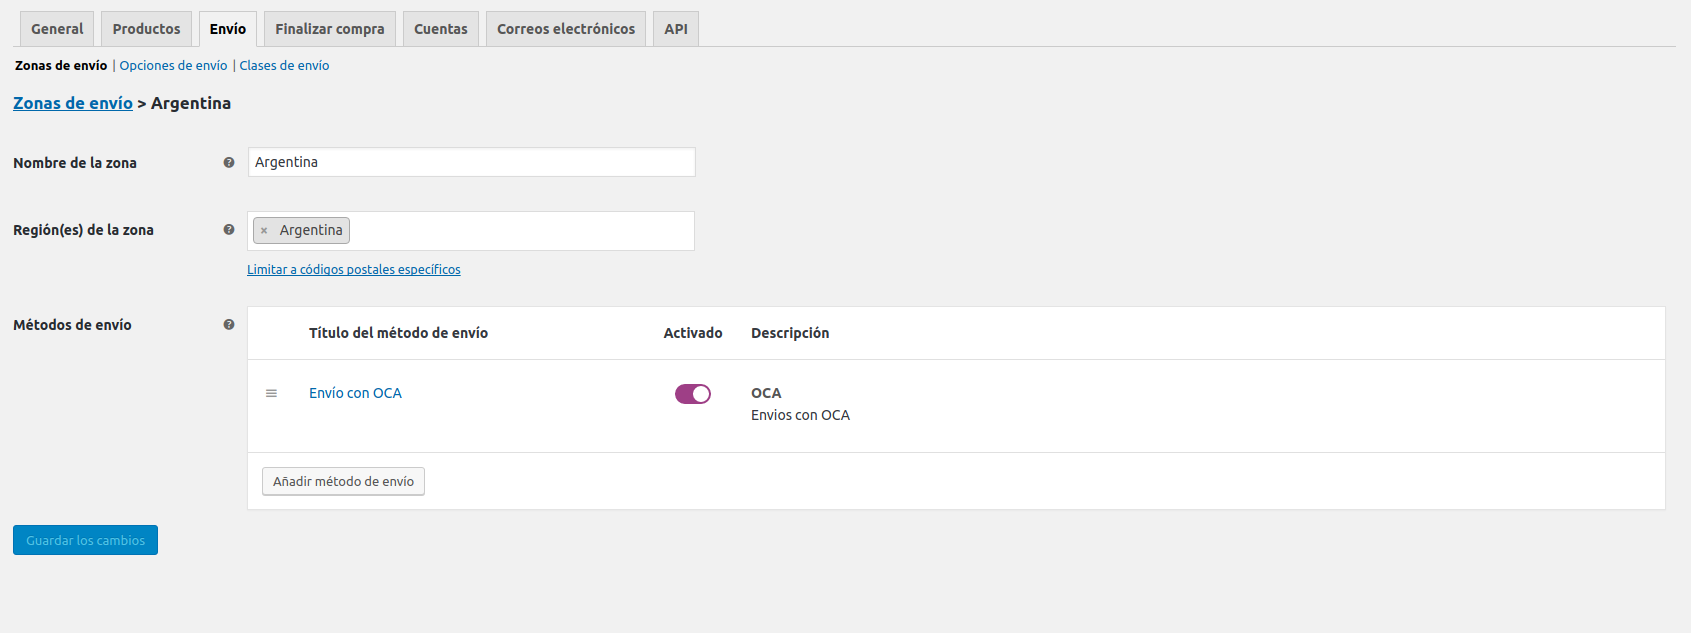 General Productos Envío Finalizar compra Cuentas Correos electrónicos API
Zonas de envío | Opciones de envío | Clases de envío
Zonas de envío > Argentina
Nombre de la zona ? Argentina
Región(es) de la zona ? × Argentina
Limitar a códigos postales específicos
Métodos de envío ? Título del método de envío Activado Descripción
Envío con OCA OCA
Envios con OCA
Añadir método de envío
Guardar los cambios